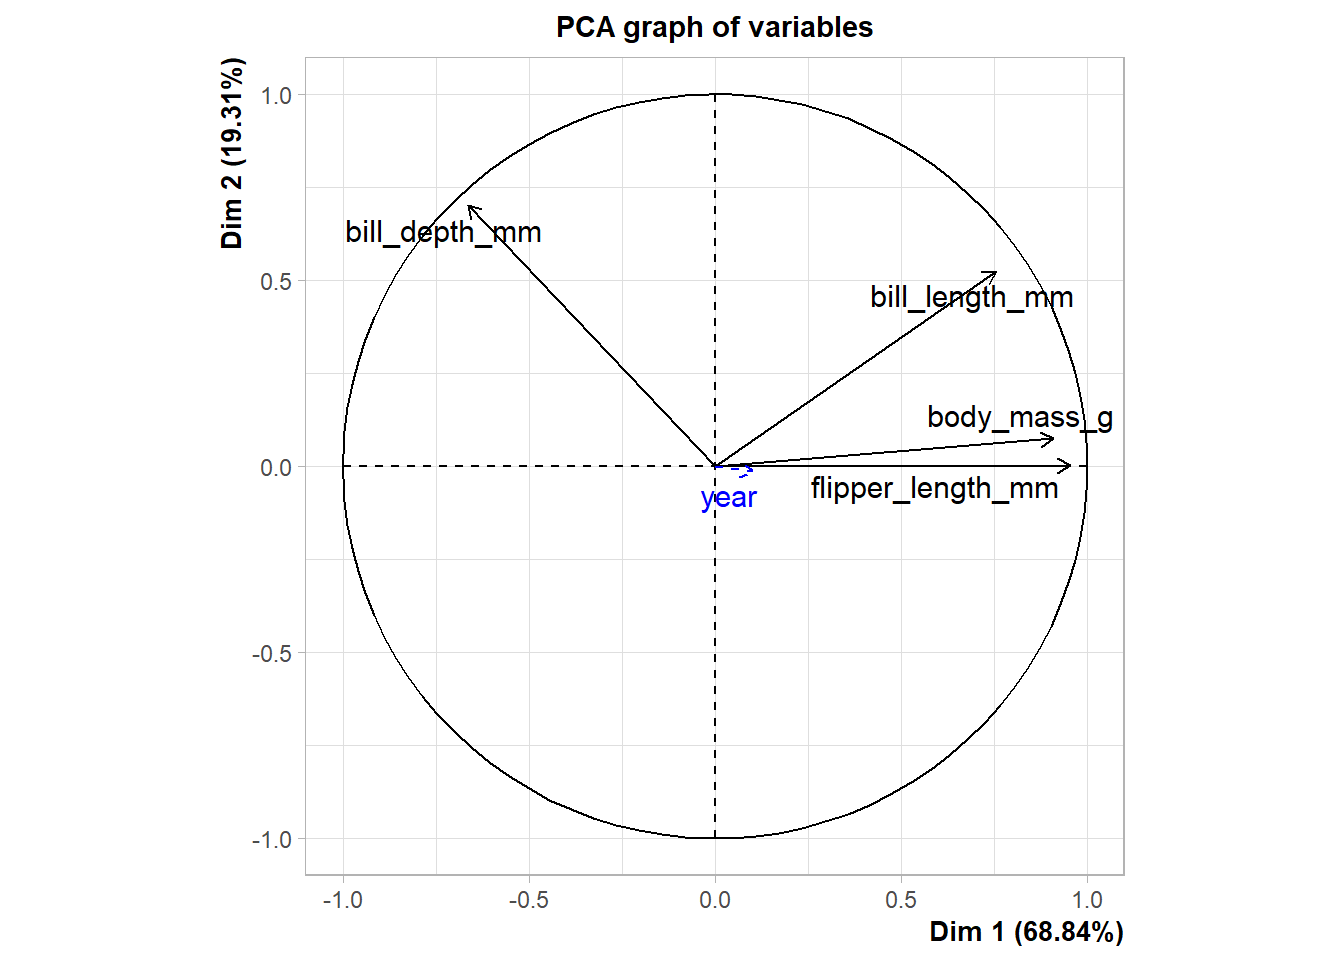 PCA graph of variables
Dim 2 (19.31%)
1.0
0.5
0.0
-0.5
-1.0
bill_depth_mm
bill_length_mm
body_mass_g
flipper_length_mm
year
-1.0
-0.5
0.0
0.5
1.0
Dim 1 (68.84%)